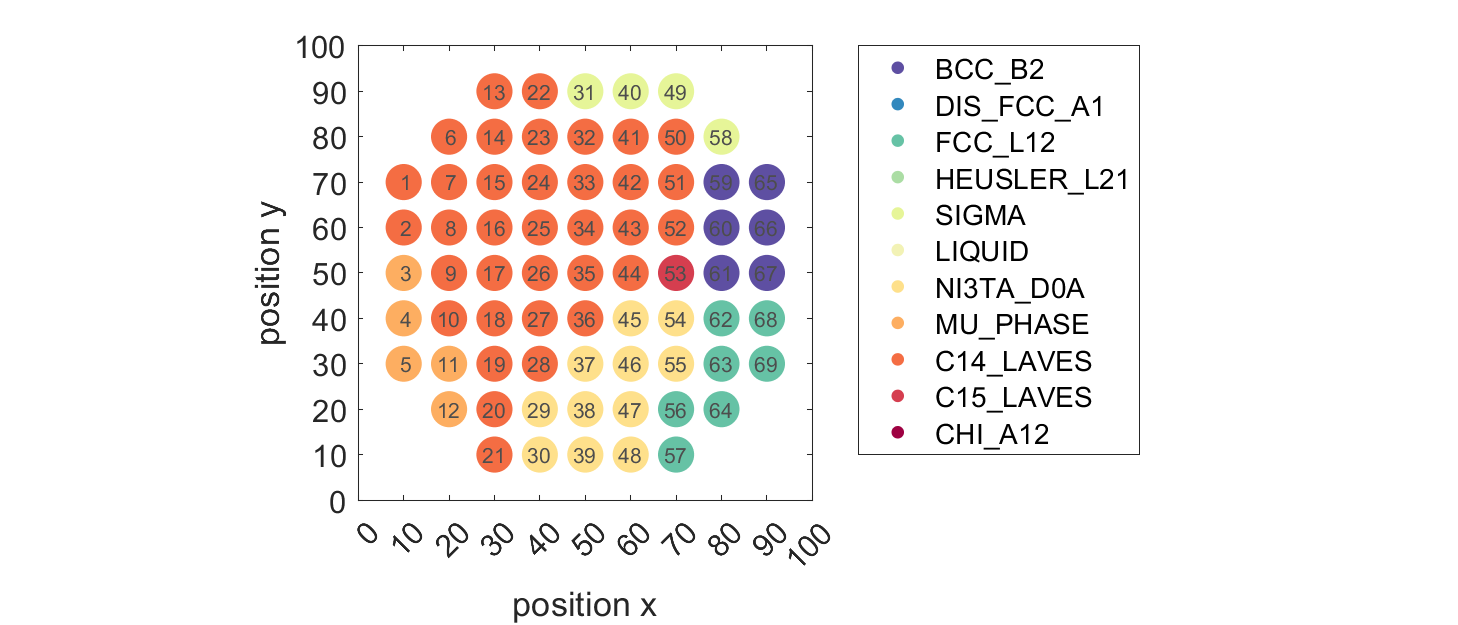 100
90 13 22 31 40 49
80 6 14 23 32 41 50 58
70 1 7 15 24 33 42 51 59 65
60 2 8 16 25 34 43 52 60 66
50 3 9 17 26 35 44 53 61 67
40 4 10 18 27 36 45 54 62 68
30 5 11 19 28 37 46 55 63 69
20 12 20 29 38 47 56 64
10 21 30 39 48 57
0
0 10 20 30 40 50 60 70 80 90 100
position x
position y
BCC_B2
DIS_FCC_A1
FCC_L12
HEUSLER_L21
SIGMA
LIQUID
NI3TA_D0A
MU_PHASE
C14_LAVES
C15_LAVES
CHI_A12